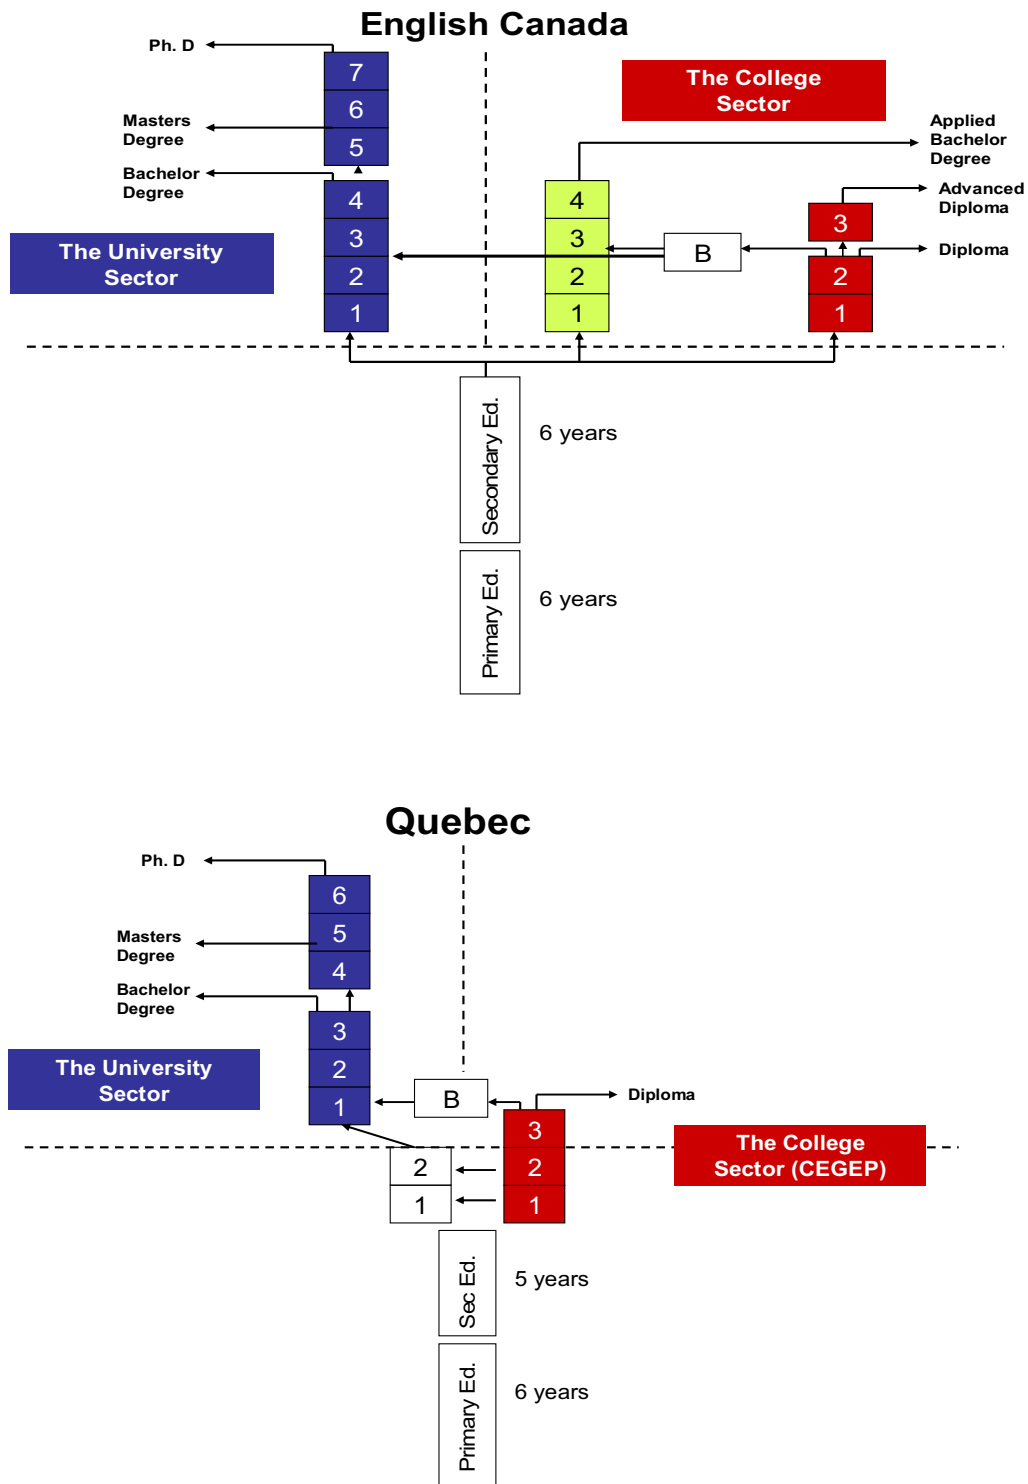 English Canada
Ph. D
7
6
5
Masters
Degree
Bachelor
Degree
4
3
2
1
The University
Sector
The College
Sector
Applied
Bachelor
Degree
4
3
2
1
B
Advanced
Diploma
3
Diploma
2
1
Secondary Ed.
6 years
Primary Ed.
6 years
Quebec
Ph. D
6
5
4
Masters
Degree
Bachelor
Degree
3
2
1
The University
Sector
B
Diploma
3
2
1
2
1
The College
Sector (CEGEP)
Sec Ed.
5 years
Primary Ed.
6 years